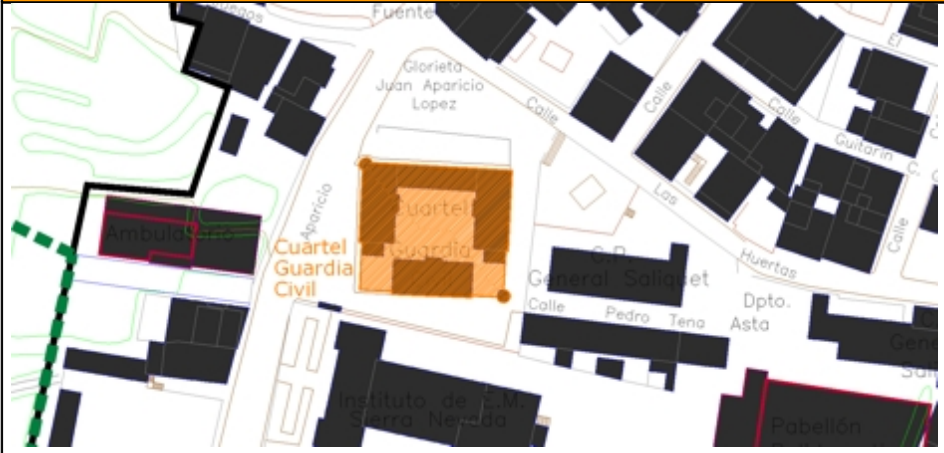 Fuente
El
Glorieta
Juan Aparicio
Lopez
Calle
Calle
Calle
Guitarin
C.
Aparicio
Las
Cuartel
Guardia
Ambulatorio
Cuartel
Guardia
Civil
C.P.
General Saliquet
Huertas
Calle
Calle Pedro Tena
Dpto.
Asta
Instituto de E.M.
Sierra Nevada
Pabellón